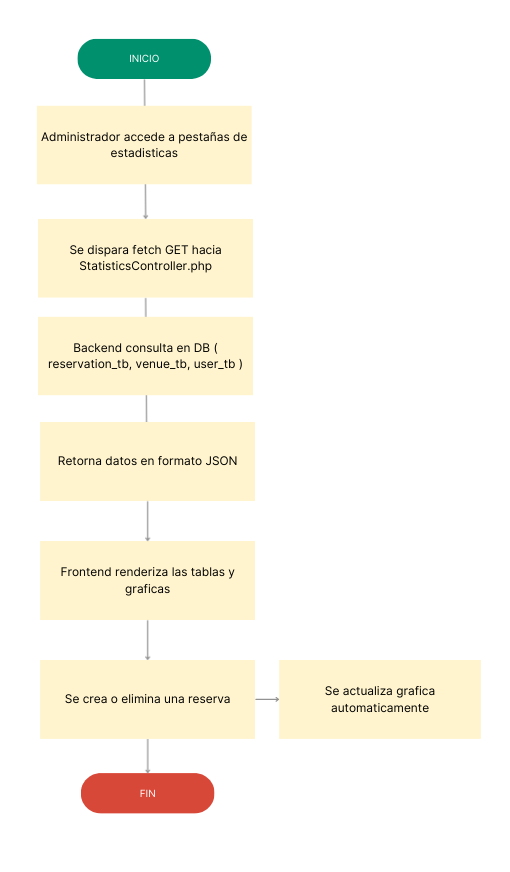 INICIO
Administrador accede a pestañas de
estadisticas
Se dispara fetch GET hacia
StatisticsController.php
Backend consulta en DB (
reservation_tb, venue_tb, user_tb )
Retorna datos en formato JSON
Frontend renderiza las tablas y
graficas
Se crea o elimina una reserva
Se actualiza grafica
automaticamente
FIN